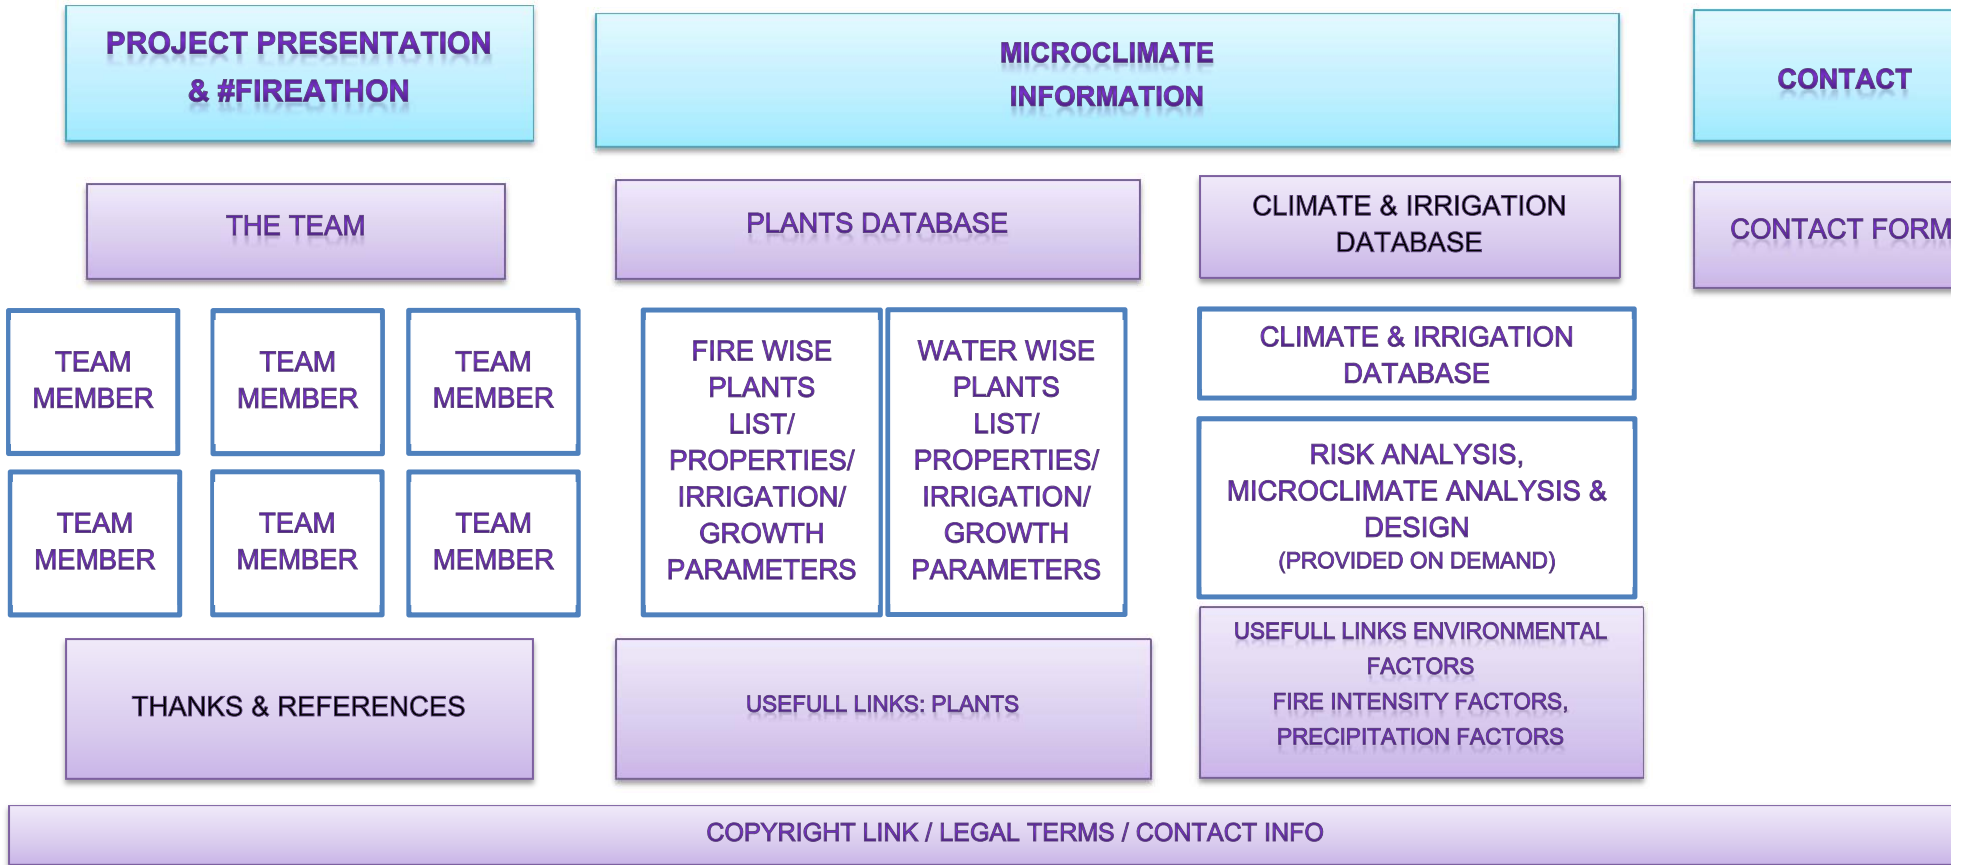 PROJECT PRESENTATION
& #FIREATHON
MICROCLIMATE
INFORMATION
CONTACT
THE TEAM
PLANTS DATABASE
CLIMATE & IRRIGATION
DATABASE
CONTACT FORM
TEAM
MEMBER
TEAM
MEMBER
TEAM
MEMBER
TEAM
MEMBER
TEAM
MEMBER
TEAM
MEMBER
FIRE WISE
PLANTS
LIST/
PROPERTIES/
IRRIGATION/
GROWTH
PARAMETERS
WATER WISE
PLANTS
LIST/
PROPERTIES/
IRRIGATION/
GROWTH
PARAMETERS
CLIMATE & IRRIGATION
DATABASE
RISK ANALYSIS,
MICROCLIMATE ANALYSIS &
DESIGN
(PROVIDED ON DEMAND)
THANKS & REFERENCES
USEFULL LINKS: PLANTS
USEFULL LINKS ENVIRONMENTAL
FACTORS
FIRE INTENSITY FACTORS,
PRECIPITATION FACTORS
COPYRIGHT LINK / LEGAL TERMS / CONTACT INFO